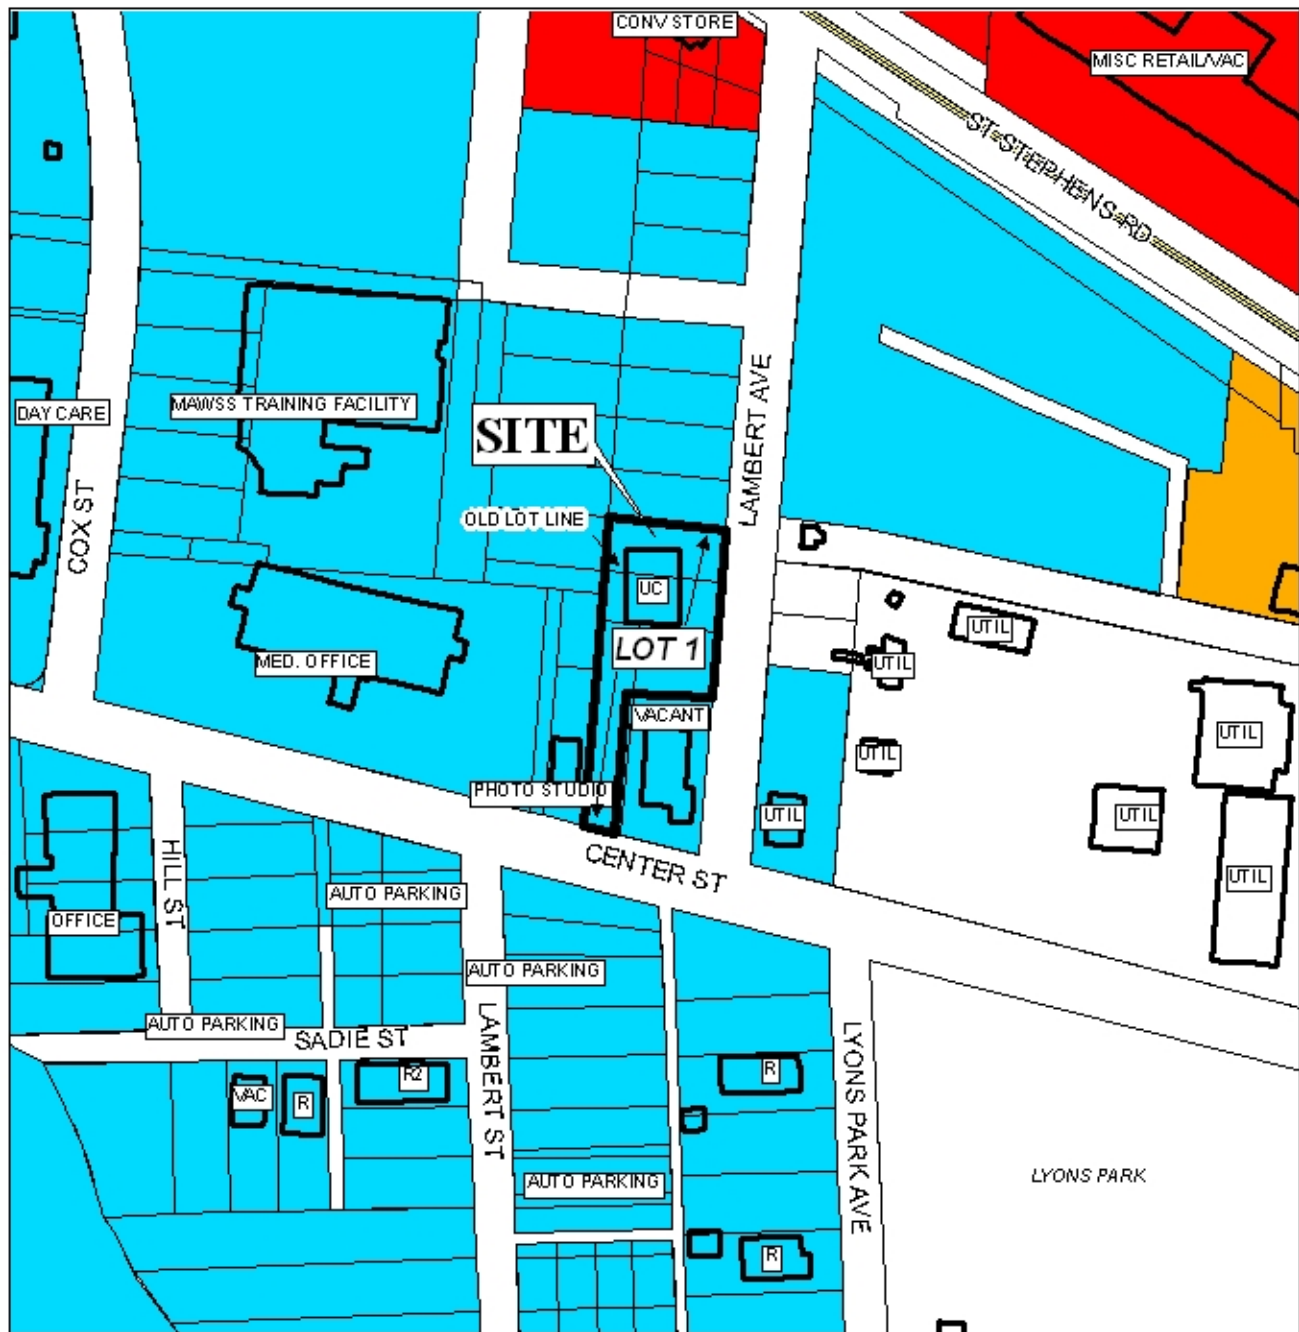 CONV STORE
MISC RETAIL/VAC
ST STEPHENS RD
DAY CARE
MAWSS TRAINING FACILITY
SITE
LAMBERT AVE
COX ST
OLD LOT LINE
UC
LOT 1
UTIL
UTIL
MED. OFFICE
VACANT
UTIL
UTIL
PHOTO STUDIO
UTIL
UTIL
CENTER ST
HILL ST
UTIL
AUTO PARKING
OFFICE
AUTO PARKING
AUTO PARKING
SADIE ST
LAMBERT ST
LYONS PARK AVE
R2
R
VAC
R
LYONS PARK
AUTO PARKING
R